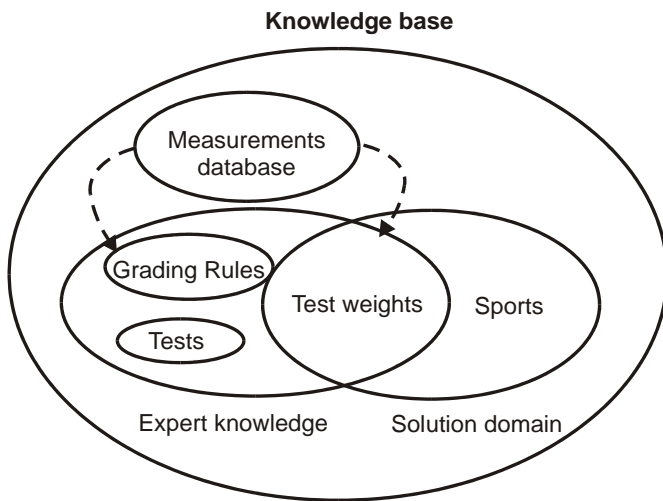 Knowledge base
Measurements
database
Grading Rules
Test weights
Sports
Tests
Expert knowledge
Solution domain